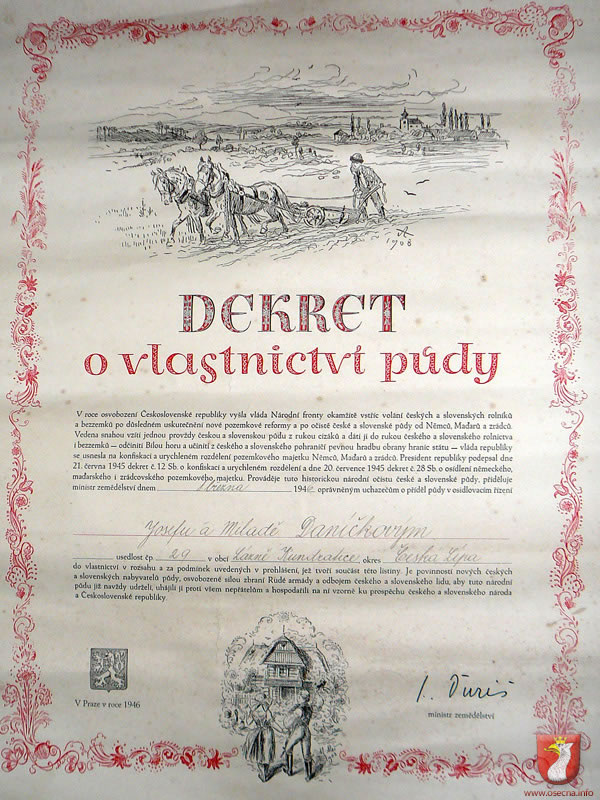 1908
DEKRET
o vlastnictví půdy
V roce osvobození Československé republiky vyšla vláda Národní fronty okamžitě vstříc volání českých a slovenských rolníků
a bezzemků po důsledném uskutečnění nové pozemkové reformy a po očistě české a slovenské půdy od Němců, Maďarů a zrádců.
Vedena snahou vzíti jednou provždy českou a slovenskou půdu z rukou cizáků a dáti jí do rukou českého a slovenského rolnictva
i bezzemků — odčiniti Bílou horu a učiniti z českého a slovenského pohraničí pevnou hradbu obrany hranic státu — vláda republiky
se usnesla na konfiskaci a urychleném rozdělení pozemkového majetku Němců, Maďarů a zrádců. President republiky podepsal dne
21. června 1945 dekret č. 12 Sb. o konfiskaci a urychleném rozdělení a dne 20. července 1945 dekret č. 28 Sb. o osídlení německého,
maďarského i zrádcovského pozemkového majetku. Prováděje tuto historii národní očistu české a slovenské půdy, přiděluje
ministr zemědělství dnem 1. března 1946 oprávněným uchazečům o příděl půdy v osidlovacím řízení
Josefu a Miladě Daníčkovým
usedlost čp. 29 v obci Lázně Kundratice okres Česká Lípa
do vlastnictví v rozsahu a za podmínek uvedených v prohlášení, jež tvoří součást této listiny. Je povinností nových českých
a slovenských nabyvatelů půdy, osvobozené silou zbraní Rudé armády a odbojem českého a slovenského lidu, aby tuto národní
půdu již navždy udrželi, uhájili ji proti všem nepřátelům a hospodařili na ní vzorně ku prospěchu českého a slovenského národa
a Československé republiky.
V Praze v roce 1946
J. Ďuriš
ministr zemědělství
www.osecna.info